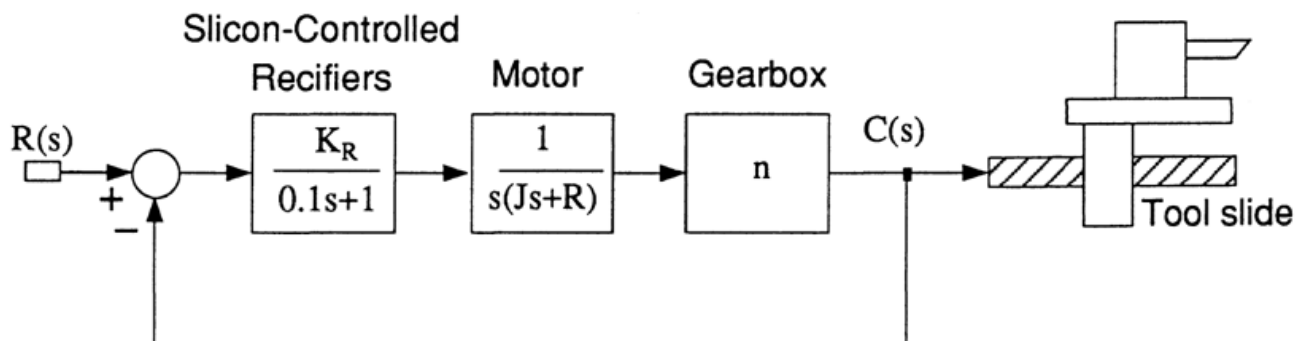 Slicon-Controlled
Recifiers
Motor
Gearbox
R(s)
+
−
K_R
0.1s+1
1
s(Js+R)
n
C(s)
Tool slide